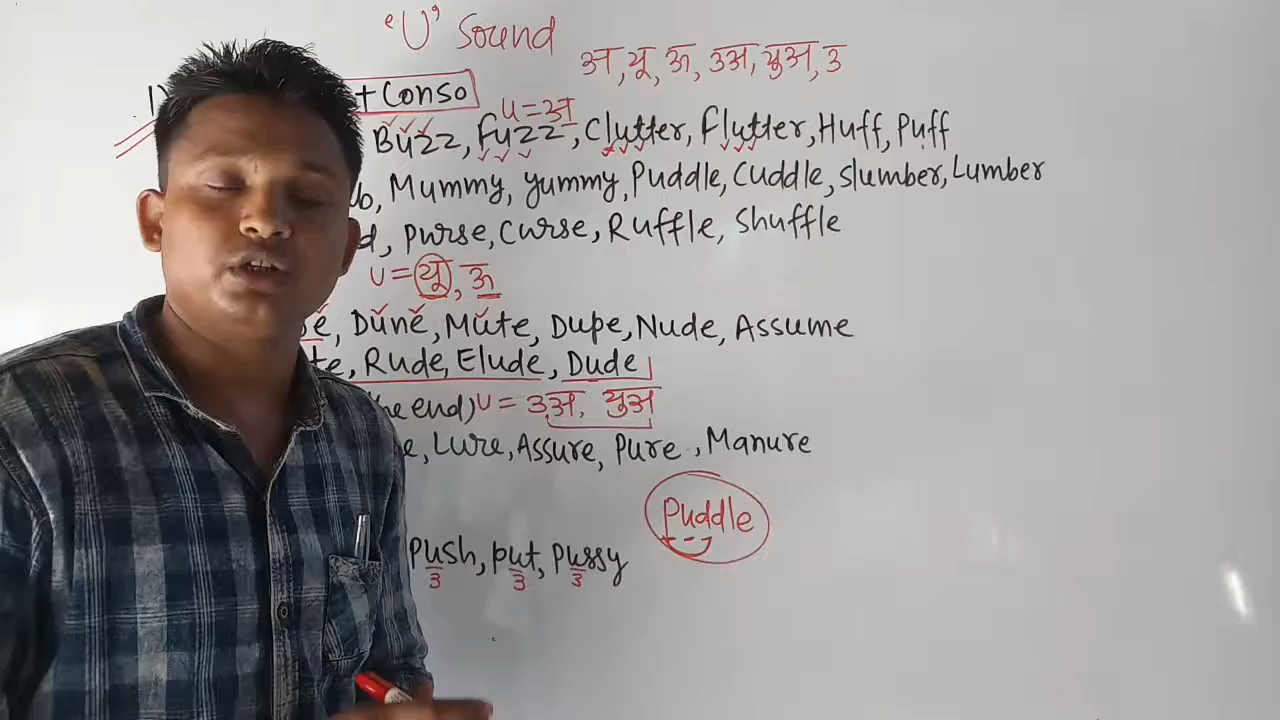 "U" Sound
अ, यू, ऊ, उअ, युअ, उ
+ Conso
U = अ
Buzz, Fuzz, Clutter, Flutter, Huff, Puff
Mummy, yummy, Puddle, Cuddle, Slumber, Lumber
Purse, Curse, Ruffle, Shuffle
U = यू, ऊ
Dune, Mute, Dupe, Nude, Assume
Rude, Elude, Dude
end) U = उअ, युअ
Lure, Assure, Pure, Manure
Puddle
Push, put, Pussy
उ उ उ